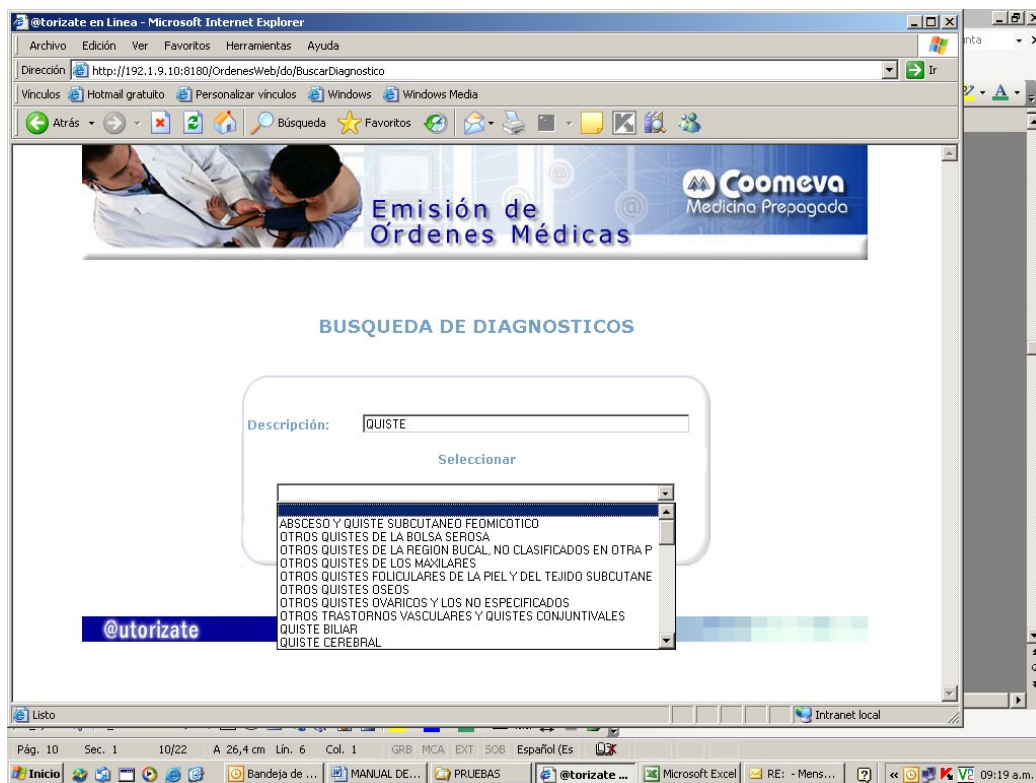 @torizate en Linea - Microsoft Internet Explorer
Archivo Edición Ver Favoritos Herramientas Ayuda
Dirección http://192.1.9.10:8180/OrdenesWeb/do/BuscarDiagnostico Ir
Vínculos Hotmail gratuito Personalizar vínculos Windows Windows Media
Atrás Búsqueda Favoritos
Emisión de
Órdenes Médicas
Coomeva
Medicina Prepagada
BUSQUEDA DE DIAGNOSTICOS
Descripción: QUISTE
Seleccionar
ABSCESO Y QUISTE SUBCUTANEO FEOMICOTICO
OTROS QUISTES DE LA BOLSA SEROSA
OTROS QUISTES DE LA REGION BUCAL, NO CLASIFICADOS EN OTRA P
OTROS QUISTES DE LOS MAXILARES
OTROS QUISTES FOLICULARES DE LA PIEL Y DEL TEJIDO SUBCUTANE
OTROS QUISTES OSEOS
OTROS QUISTES OVARICOS Y LOS NO ESPECIFICADOS
OTROS TRASTORNOS VASCULARES Y QUISTES CONJUNTIVALES
QUISTE BILIAR
QUISTE CEREBRAL
@utorizate
Listo Intranet local
Pág. 10 Sec. 1 10/22 A 26,4 cm Lín. 6 Col. 1 GRB MCA EXT SOB Español (Es
Inicio Bandeja de ... MANUAL DE... PRUEBAS @torizate ... Microsoft Excel RE: - Mens... 09:19 a.m.